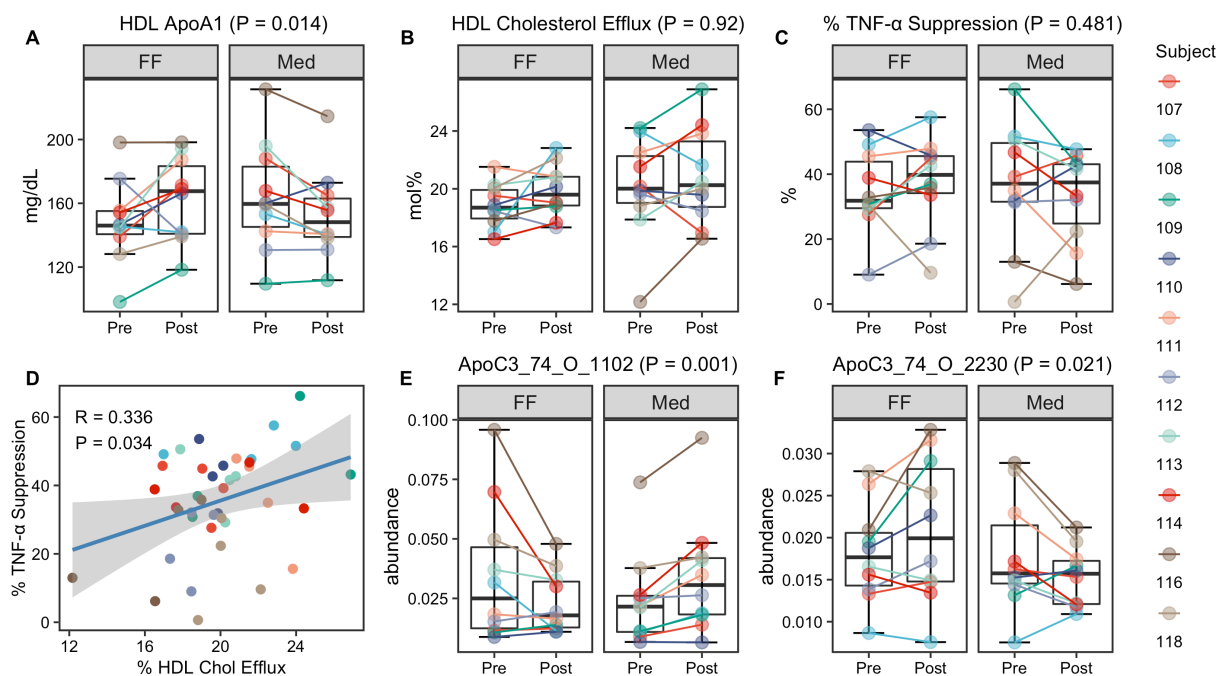 A
HDL ApoA1 (P = 0.014)
FF
Med
mg/dL
200
160
120
Pre
Post
Pre
Post
B
HDL Cholesterol Efflux (P = 0.92)
FF
Med
mol%
24
20
16
12
Pre
Post
Pre
Post
C
% TNF-α Suppression (P = 0.481)
FF
Med
%
60
40
20
0
Pre
Post
Pre
Post
Subject
107
108
109
110
111
112
113
114
116
118
D
R = 0.336
P = 0.034
% TNF-α Suppression
60
40
20
0
12
16
20
24
% HDL Chol Efflux
E
ApoC3_74_O_1102 (P = 0.001)
FF
Med
abundance
0.100
0.075
0.050
0.025
Pre
Post
Pre
Post
F
ApoC3_74_O_2230 (P = 0.021)
FF
Med
abundance
0.030
0.025
0.020
0.015
0.010
Pre
Post
Pre
Post